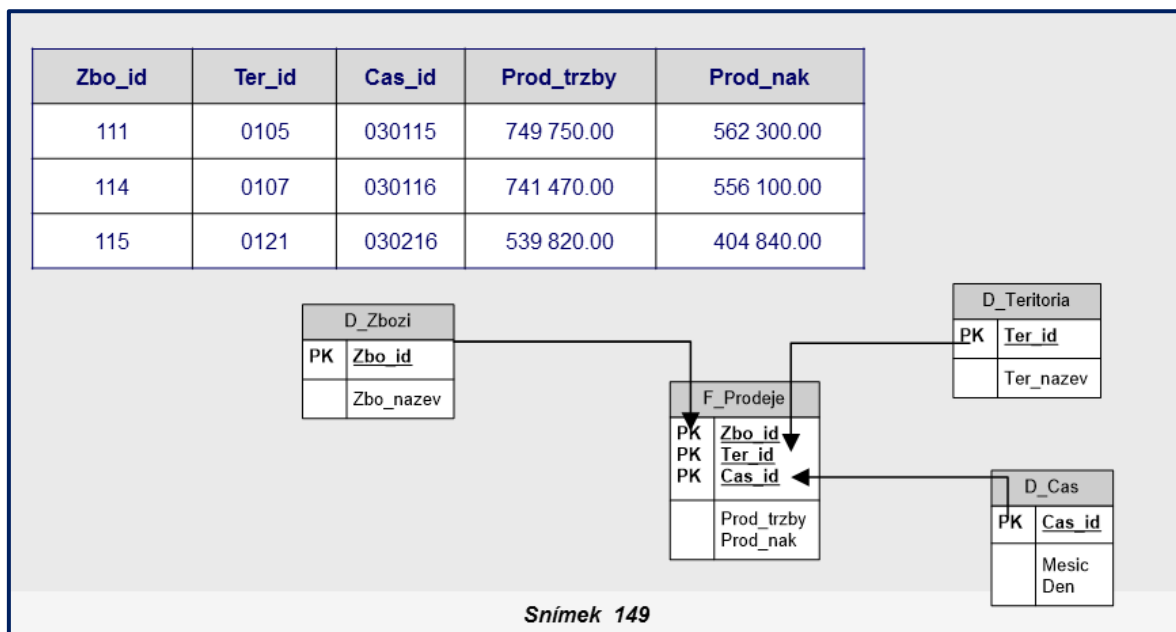 Zbo_id Ter_id Cas_id Prod_trzby Prod_nak
111 0105 030115 749 750.00 562 300.00
114 0107 030116 741 470.00 556 100.00
115 0121 030216 539 820.00 404 840.00
D_Zbozi
PK Zbo_id
Zbo_nazev
D_Teritoria
PK Ter_id
Ter_nazev
F_Prodeje
PK Zbo_id
PK Ter_id
PK Cas_id
Prod_trzby
Prod_nak
D_Cas
PK Cas_id
Mesic
Den
Snímek 149